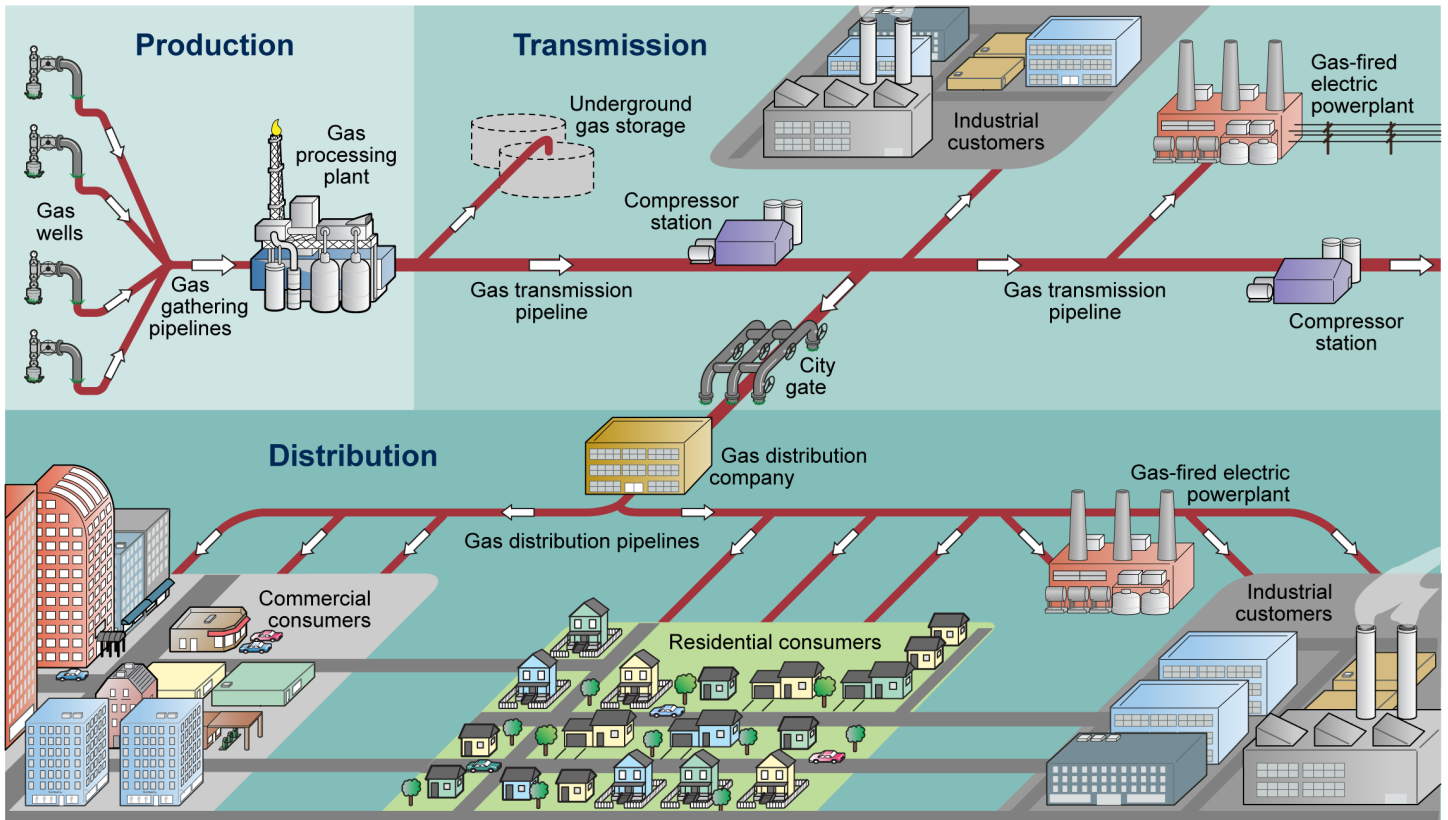 Production
Gas
wells
Gas
gathering
pipelines
Gas
processing
plant
Transmission
Underground
gas storage
Gas transmission
pipeline
Compressor
station
Industrial
customers
Gas-fired
electric
powerplant
Gas transmission
pipeline
Compressor
station
City
gate
Distribution
Gas distribution
company
Gas distribution pipelines
Commercial
consumers
Residential consumers
Gas-fired electric
powerplant
Industrial
customers